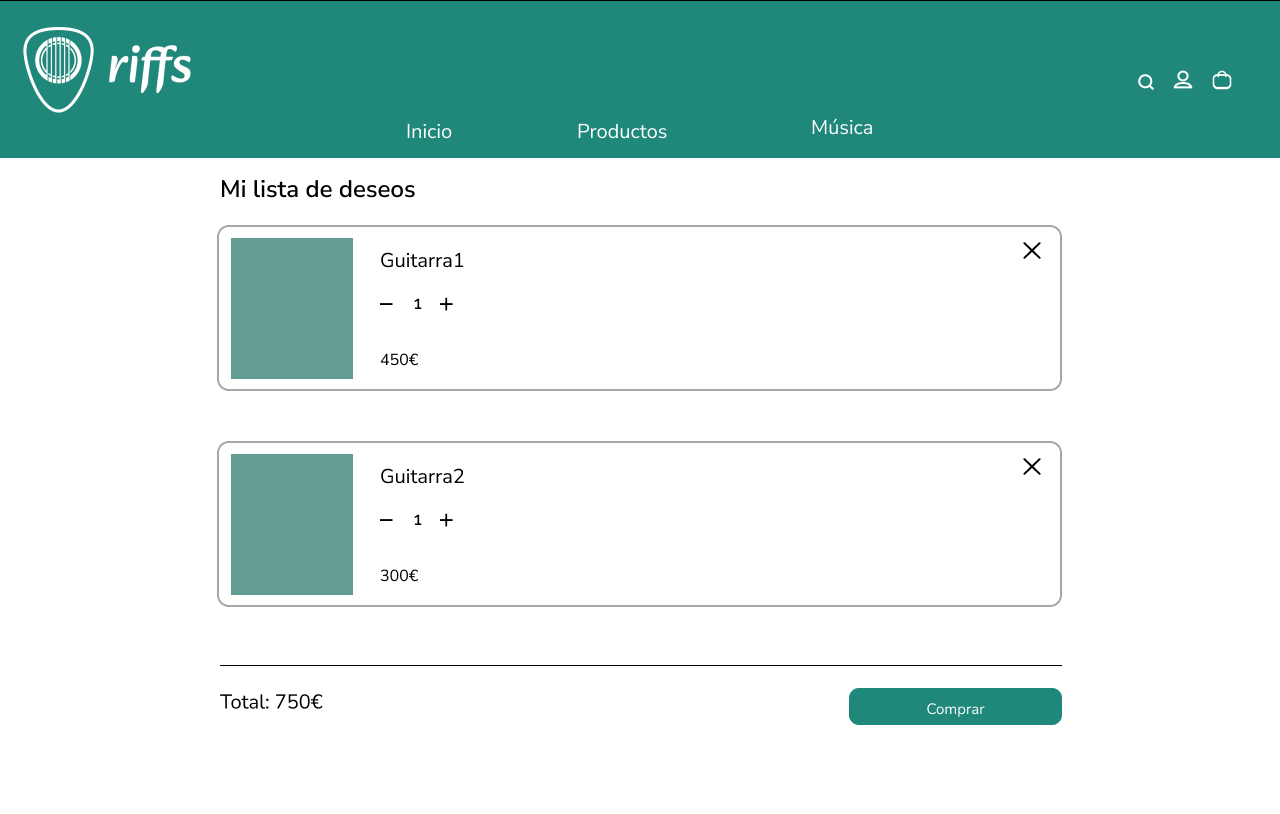 riffs
Inicio
Productos
Música
Mi lista de deseos
Guitarra1
1
450€
Guitarra2
1
300€
Total: 750€
Comprar